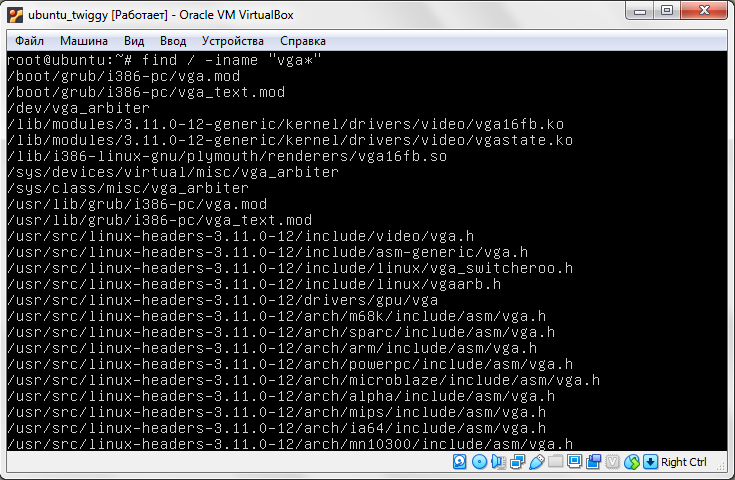 ubuntu_twiggy [Работает] - Oracle VM VirtualBox
Файл Машина Вид Ввод Устройства Справка
root@ubuntu:~# find / -iname "vga*"
/boot/grub/i386-pc/vga.mod
/boot/grub/i386-pc/vga_text.mod
/dev/vga_arbiter
/lib/modules/3.11.0-12-generic/kernel/drivers/video/vga16fb.ko
/lib/modules/3.11.0-12-generic/kernel/drivers/video/vgastate.ko
/lib/i386-linux-gnu/plymouth/renderers/vga16fb.so
/sys/devices/virtual/misc/vga_arbiter
/sys/class/misc/vga_arbiter
/usr/lib/grub/i386-pc/vga.mod
/usr/lib/grub/i386-pc/vga_text.mod
/usr/src/linux-headers-3.11.0-12/include/video/vga.h
/usr/src/linux-headers-3.11.0-12/include/asm-generic/vga.h
/usr/src/linux-headers-3.11.0-12/include/linux/vga_switcheroo.h
/usr/src/linux-headers-3.11.0-12/include/linux/vgaarb.h
/usr/src/linux-headers-3.11.0-12/drivers/gpu/vga
/usr/src/linux-headers-3.11.0-12/arch/m68k/include/asm/vga.h
/usr/src/linux-headers-3.11.0-12/arch/sparc/include/asm/vga.h
/usr/src/linux-headers-3.11.0-12/arch/arm/include/asm/vga.h
/usr/src/linux-headers-3.11.0-12/arch/powerpc/include/asm/vga.h
/usr/src/linux-headers-3.11.0-12/arch/microblaze/include/asm/vga.h
/usr/src/linux-headers-3.11.0-12/arch/alpha/include/asm/vga.h
/usr/src/linux-headers-3.11.0-12/arch/mips/include/asm/vga.h
/usr/src/linux-headers-3.11.0-12/arch/ia64/include/asm/vga.h
/usr/src/linux-headers-3.11.0-12/arch/mn10300/include/asm/vga.h
Right Ctrl